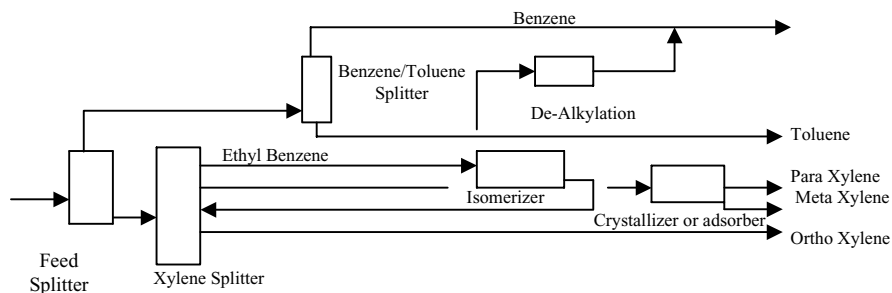 Benzene
Benzene/Toluene
Splitter
De-Alkylation
Toluene
Ethyl Benzene
Para Xylene
Isomerizer
Meta Xylene
Crystallizer or adsorber
Ortho Xylene
Feed
Splitter
Xylene Splitter